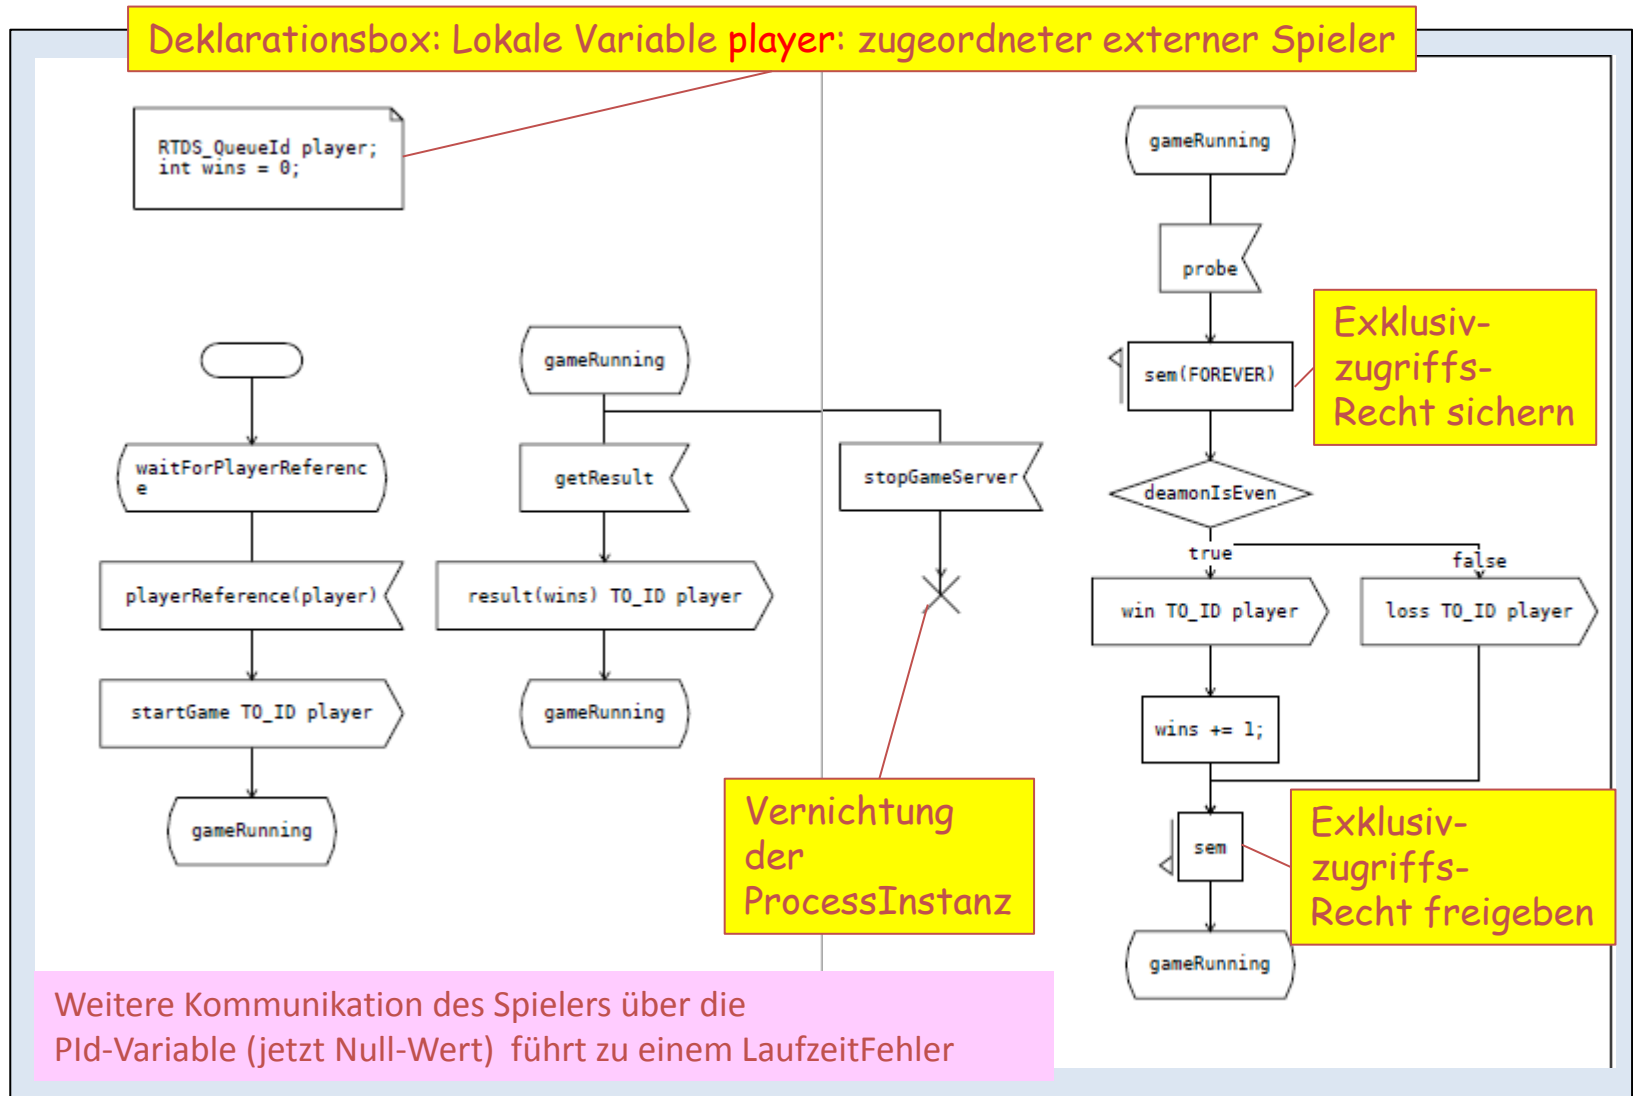 Deklarationsbox: Lokale Variable player: zugeordneter externer Spieler
RTDS_QueueId player;
int wins = 0;
waitForPlayerReferenc
e
playerReference(player)
startGame TO_ID player
gameRunning
gameRunning
getResult
result(wins) TO_ID player
gameRunning
stopGameServer
Vernichtung
der
ProcessInstanz
gameRunning
probe
sem(FOREVER)
Exklusiv-
zugriffs-
Recht sichern
deamonIsEven
true
false
win TO_ID player
loss TO_ID player
wins += 1;
sem
Exklusiv-
zugriffs-
Recht freigeben
gameRunning
Weitere Kommunikation des Spielers über die
PId-Variable (jetzt Null-Wert) führt zu einem LaufzeitFehler